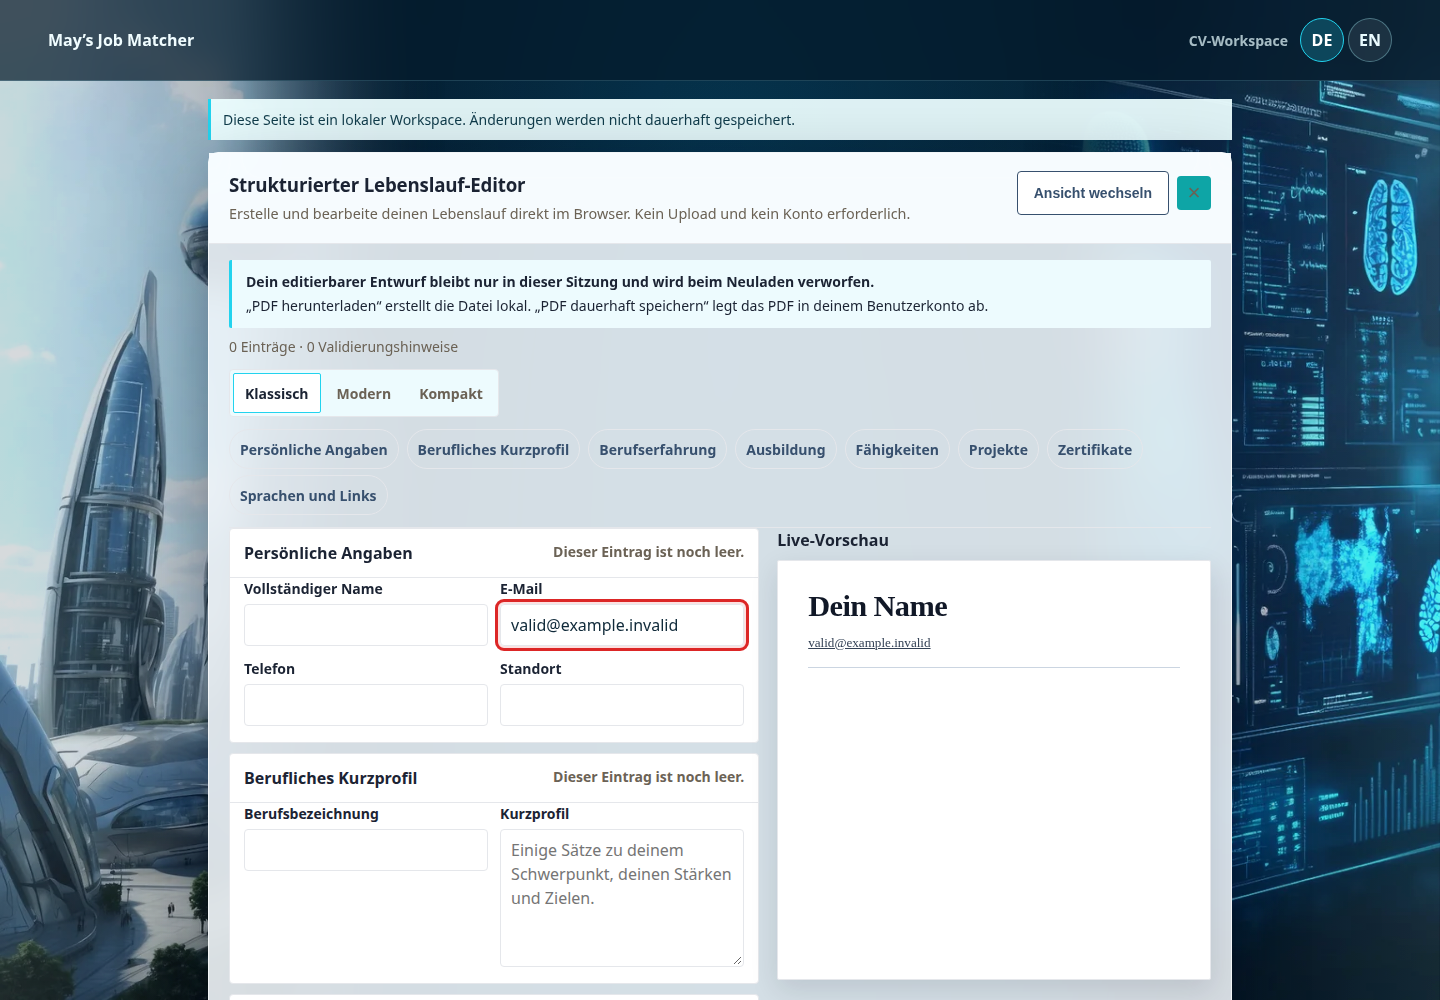 May’s Job Matcher
CV-Workspace DE EN
Diese Seite ist ein lokaler Workspace. Änderungen werden nicht dauerhaft gespeichert.
Strukturierter Lebenslauf-Editor
Erstelle und bearbeite deinen Lebenslauf direkt im Browser. Kein Upload und kein Konto erforderlich.
Ansicht wechseln ×
Dein editierbarer Entwurf bleibt nur in dieser Sitzung und wird beim Neuladen verworfen.
„PDF herunterladen“ erstellt die Datei lokal. „PDF dauerhaft speichern“ legt das PDF in deinem Benutzerkonto ab.
0 Einträge · 0 Validierungshinweise
Klassisch Modern Kompakt
Persönliche Angaben Berufliches Kurzprofil Berufserfahrung Ausbildung Fähigkeiten Projekte Zertifikate
Sprachen und Links
Persönliche Angaben Dieser Eintrag ist noch leer.
Vollständiger Name E-Mail
valid@example.invalid
Telefon Standort
Berufliches Kurzprofil Dieser Eintrag ist noch leer.
Berufsbezeichnung Kurzprofil
Einige Sätze zu deinem
Schwerpunkt, deinen Stärken
und Zielen.
Live-Vorschau
Dein Name
valid@example.invalid